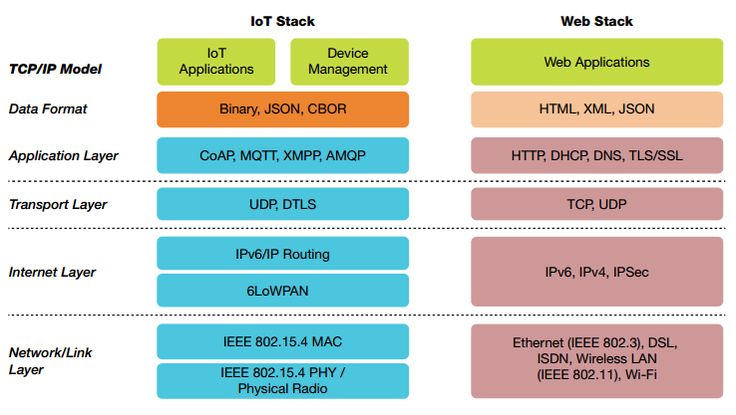 IoT Stack
Web Stack
TCP/IP Model
IoT
Applications
Device
Management
Web Applications
Data Format
Binary, JSON, CBOR
HTML, XML, JSON
Application Layer
CoAP, MQTT, XMPP, AMQP
HTTP, DHCP, DNS, TLS/SSL
Transport Layer
UDP, DTLS
TCP, UDP
Internet Layer
IPv6/IP Routing
6LoWPAN
IPv6, IPv4, IPSec
Network/Link
Layer
IEEE 802.15.4 MAC
IEEE 802.15.4 PHY /
Physical Radio
Ethernet (IEEE 802.3), DSL,
ISDN, Wireless LAN
(IEEE 802.11), Wi-Fi